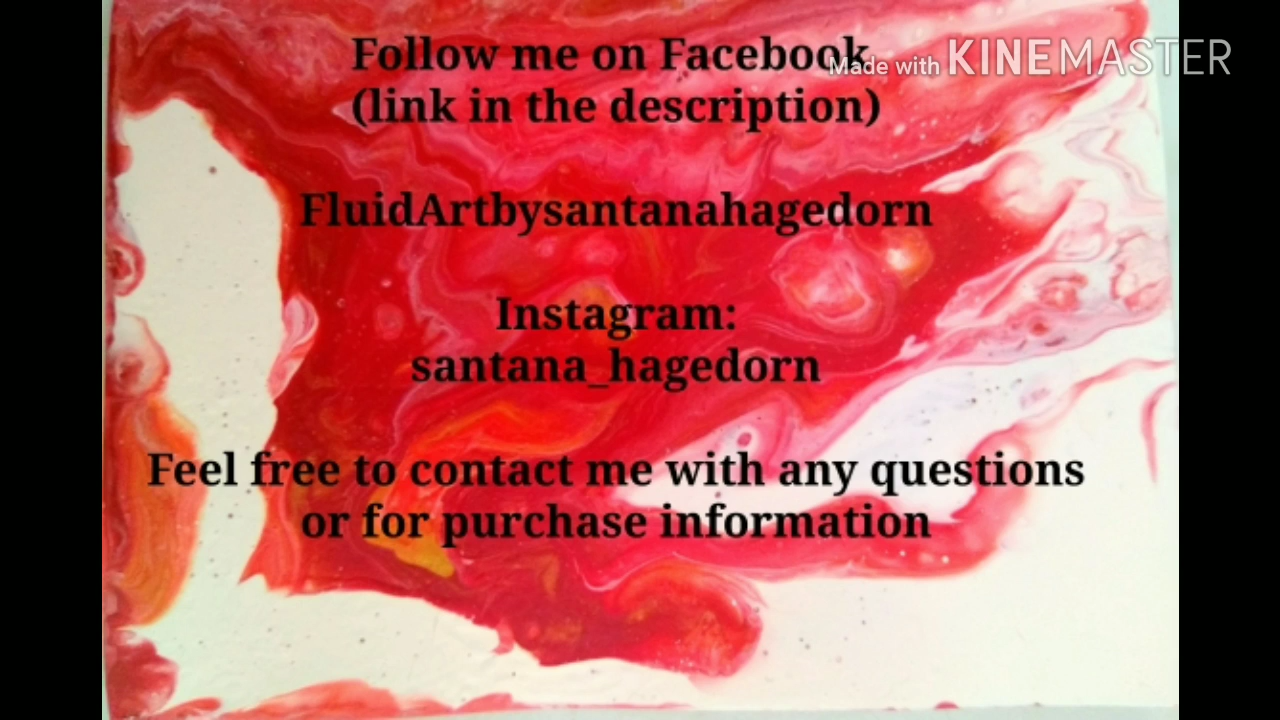 Follow me on Facebook
Made with KINEMASTER
(link in the description)
FluidArtbysantanahagedorn
Instagram:
santana_hagedorn
Feel free to contact me with any questions
or for purchase information